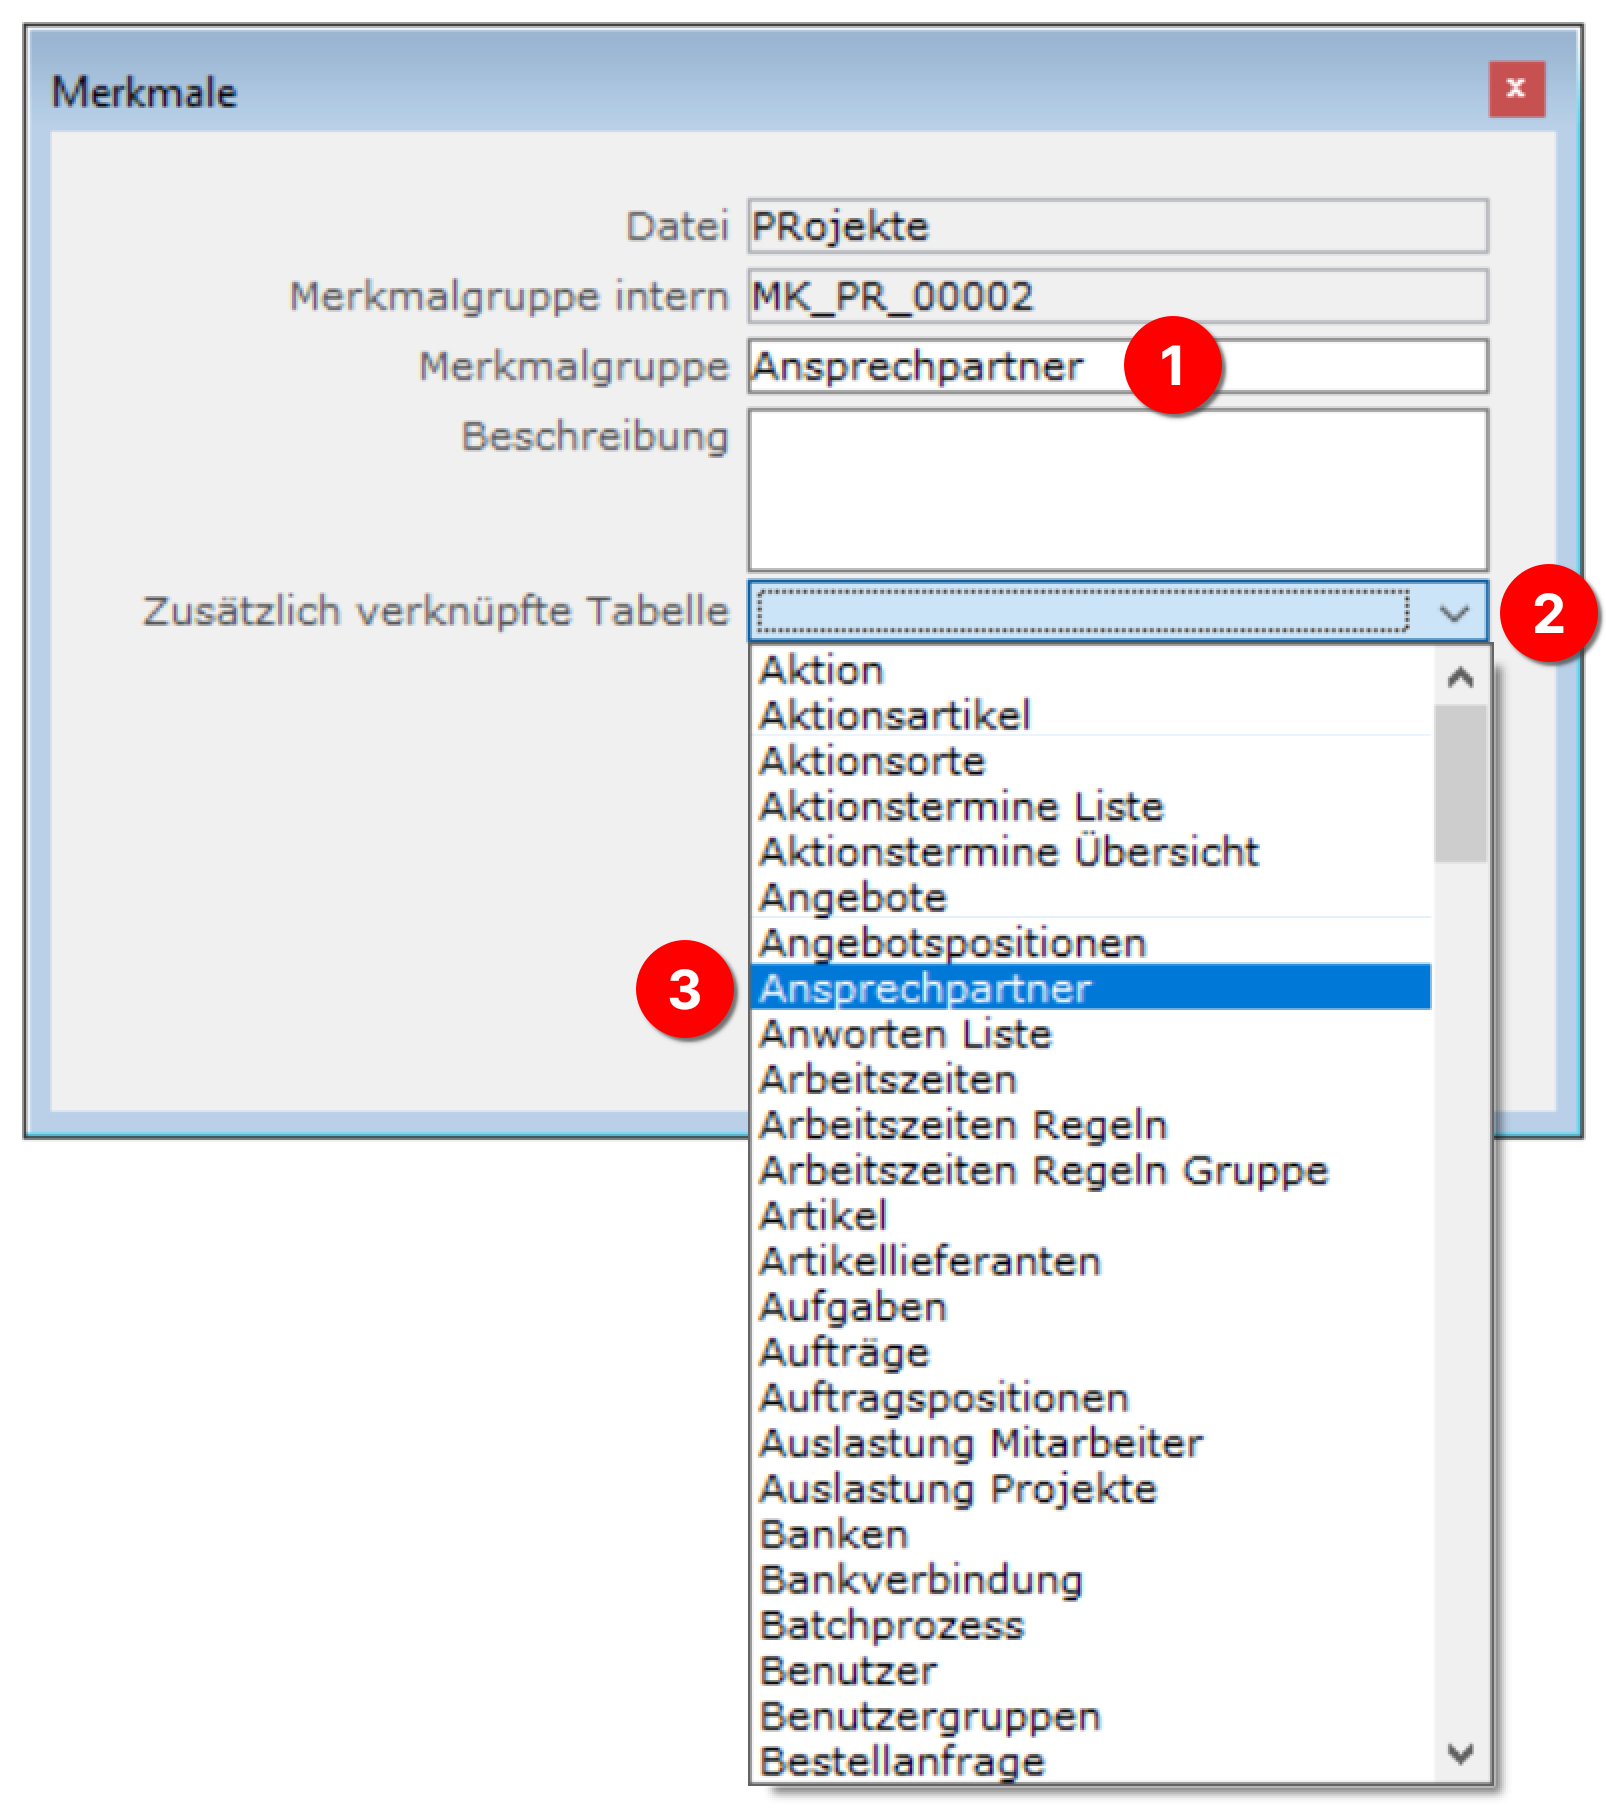 Merkmale
x
Datei PRojekte
Merkmalgruppe intern MK_PR_00002
Merkmalgruppe Ansprechpartner 1
Beschreibung
Zusätzlich verknüpfte Tabelle 2
Aktion
Aktionsartikel
Aktionsorte
Aktionstermine Liste
Aktionstermine Übersicht
Angebote
Angebotspositionen
3 Ansprechpartner
Anworten Liste
Arbeitszeiten
Arbeitszeiten Regeln
Arbeitszeiten Regeln Gruppe
Artikel
Artikellieferanten
Aufgaben
Aufträge
Auftragspositionen
Auslastung Mitarbeiter
Auslastung Projekte
Banken
Bankverbindung
Batchprozess
Benutzer
Benutzergruppen
Bestellanfrage